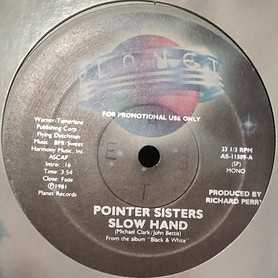 PLANET
FOR PROMOTIONAL USE ONLY
Warner-Tamerlane
Publishing Corp.
Flying Dutchman
Music BPR/Sweet
Harmony Music, Inc.
ASCAP
Intro: 16
Time: 3:54
Close: Fade
℗ 1981
Planet Records
33 1/3 RPM
AS-11509-A
(SP)
MONO
PRODUCED BY
RICHARD PERRY
POINTER SISTERS
SLOW HAND
(Michael Clark/John Bettis)
From the album "Black & White"